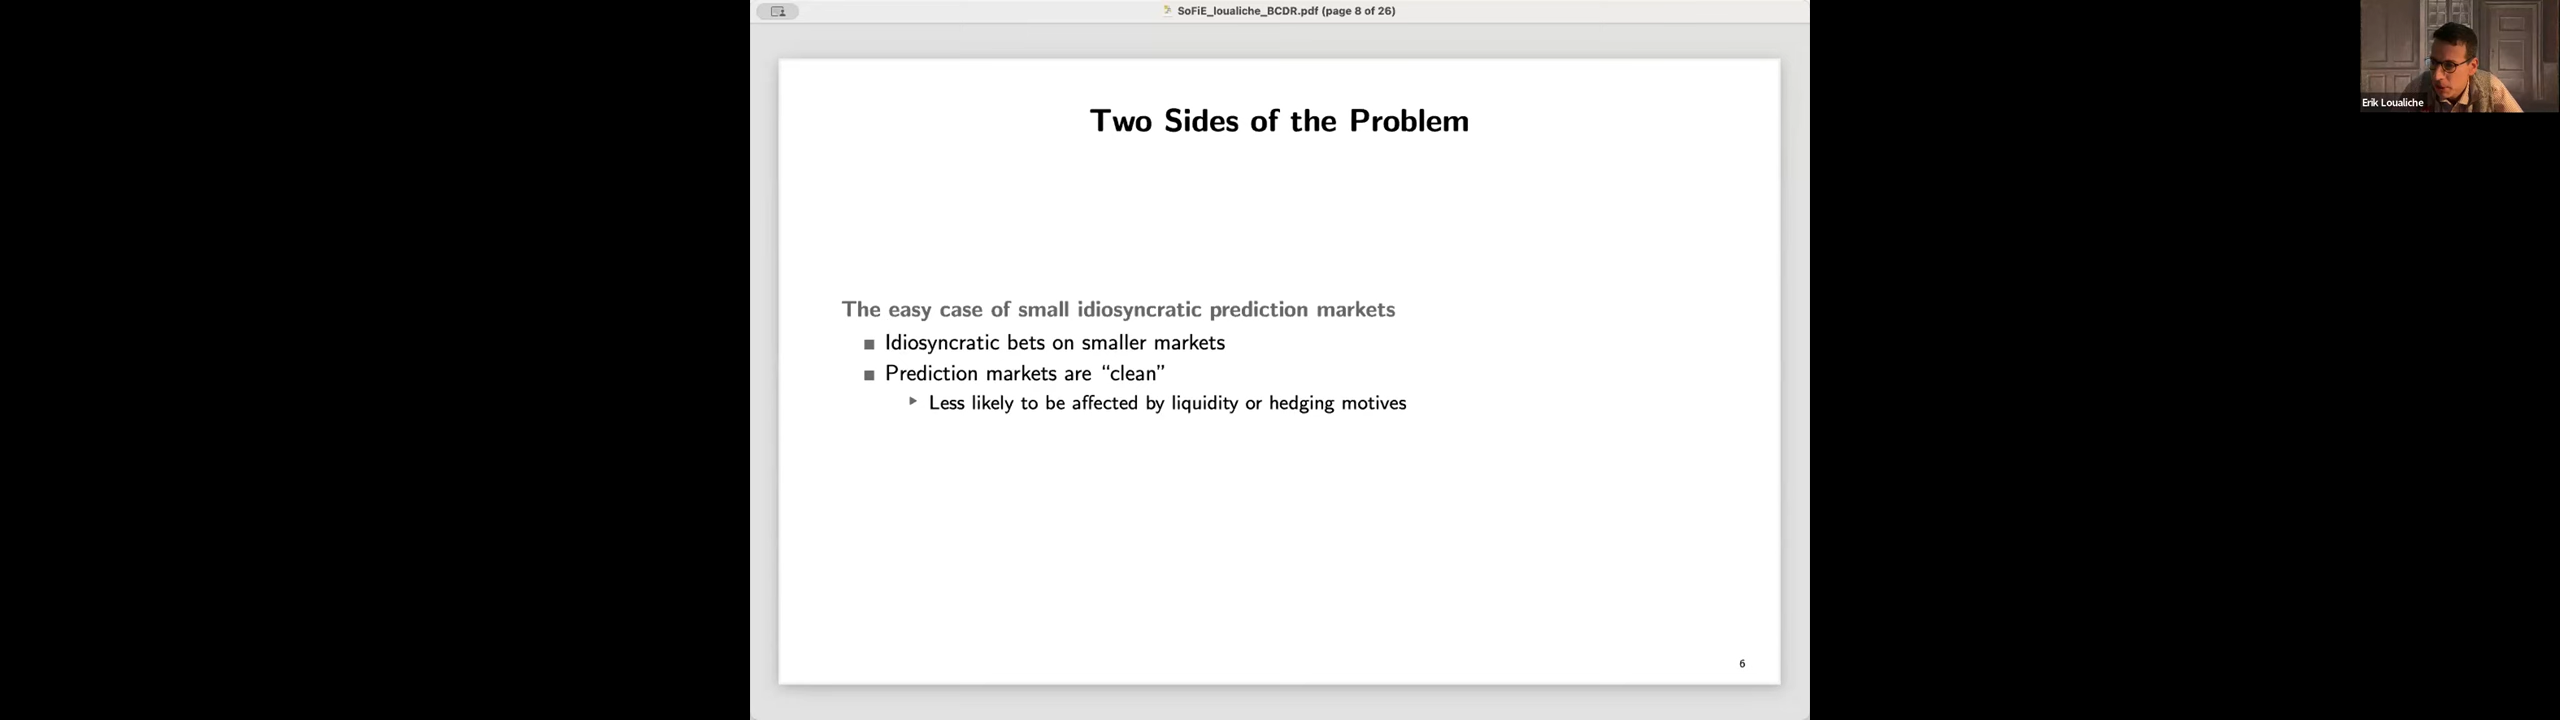 SoFiE_loualiche_BCDR.pdf (page 8 of 26)
Erik Loualiche
Two Sides of the Problem
The easy case of small idiosyncratic prediction markets
■ Idiosyncratic bets on smaller markets
■ Prediction markets are “clean”
▶ Less likely to be affected by liquidity or hedging motives
6